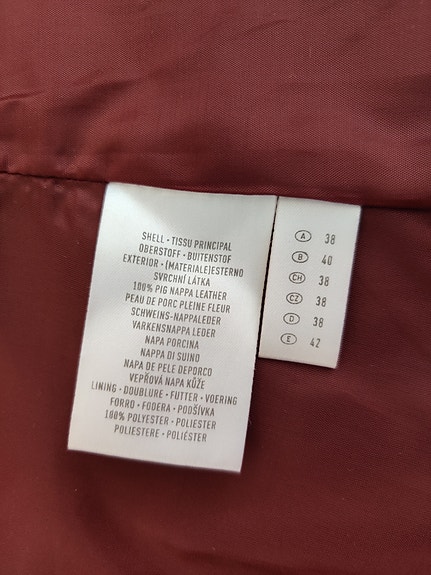 SHELL · TISSU PRINCIPAL
OBERSTOFF · BUITENSTOF
EXTERIOR · (MATERIALE)ESTERNO
SVRCHNÍ LÁTKA
100% PIG NAPPA LEATHER
PEAU DE PORC PLEINE FLEUR
SCHWEINS-NAPPALEDER
VARKENSNAPPA LEDER
NAPA PORCINA
NAPPA DI SUINO
NAPA DE PELE DEPORCO
VEPŘOVÁ NAPA KŮŽE
LINING · DOUBLURE · FUTTER · VOERING
FORRO · FODERA · PODŠÍVKA
100% POLYESTER · POLYESTER
POLIESTERE · POLIÉSTER
A 38
B 40
CH 38
CZ 38
D 38
E 42